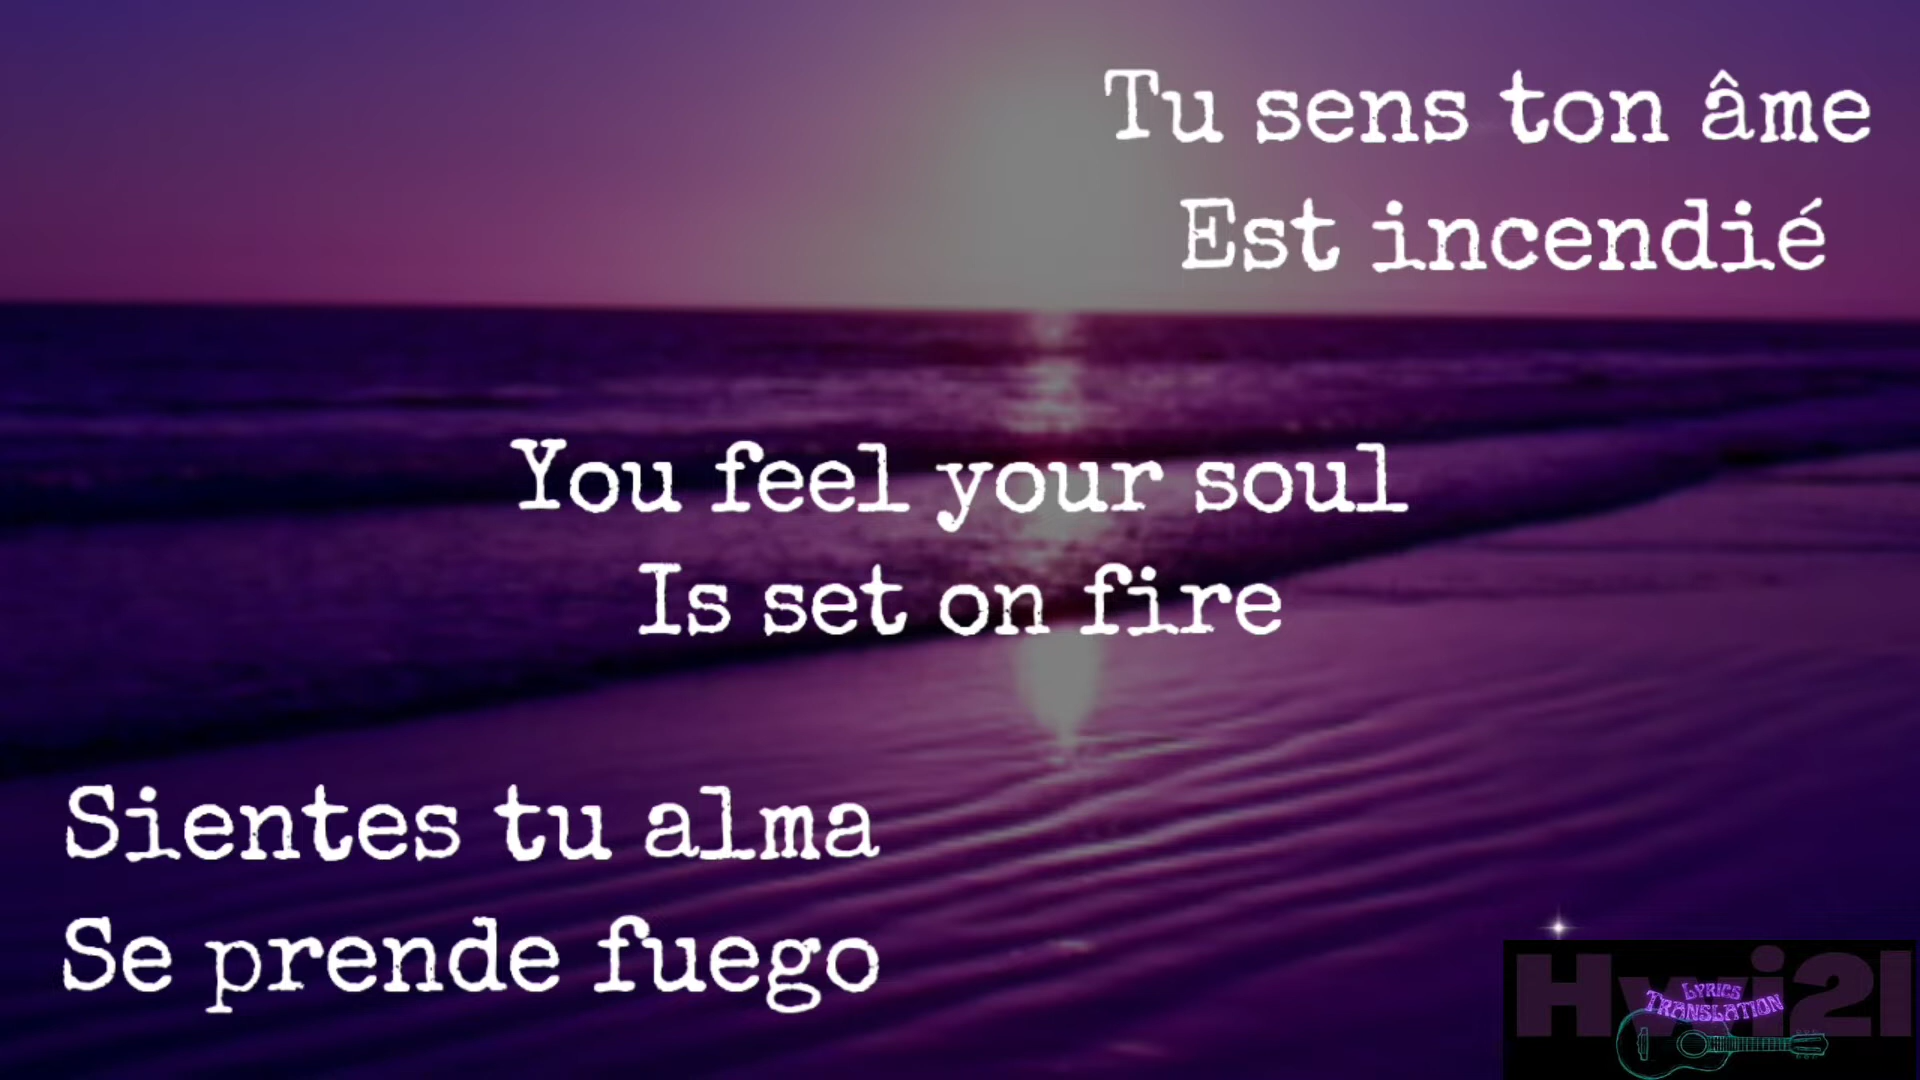 Tu sens ton âme
Est incendié
You feel your soul
Is set on fire
Sientes tu alma
Se prende fuego
Hwi2l
LYRICS
TRANSLATION